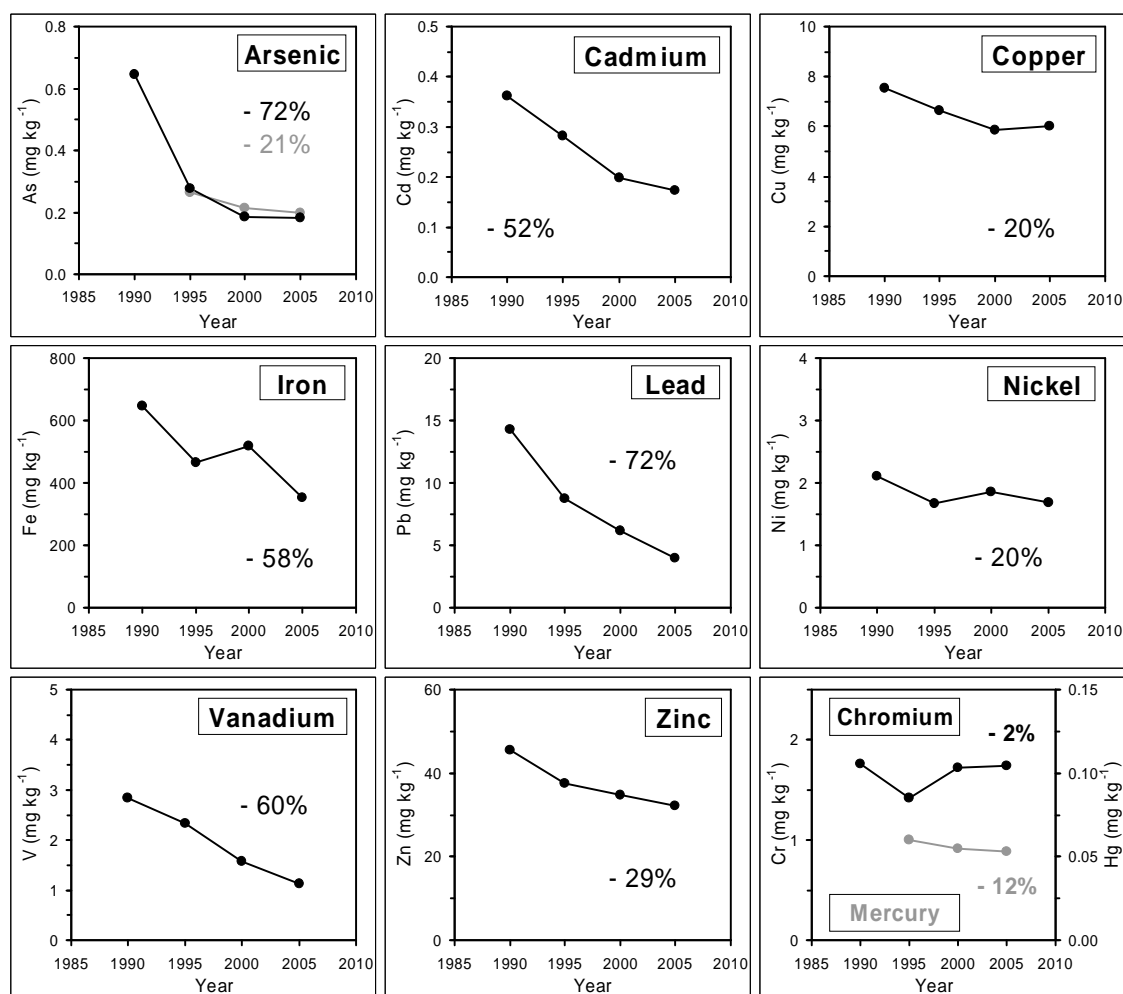 Arsenic
- 72%
- 21%
As (mg kg-1)
0.8
0.6
0.4
0.2
0.0
1985 1990 1995 2000 2005 2010
Year
Cadmium
- 52%
Cd (mg kg-1)
0.5
0.4
0.3
0.2
0.1
0.0
1985 1990 1995 2000 2005 2010
Year
Copper
- 20%
Cu (mg kg-1)
10
8
6
4
2
0
1985 1990 1995 2000 2005 2010
Year
Iron
- 58%
Fe (mg kg-1)
800
600
400
200
0
1985 1990 1995 2000 2005 2010
Year
Lead
- 72%
Pb (mg kg-1)
20
15
10
5
0
1985 1990 1995 2000 2005 2010
Year
Nickel
- 20%
Ni (mg kg-1)
4
3
2
1
0
1985 1990 1995 2000 2005 2010
Year
Vanadium
- 60%
V (mg kg-1)
5
4
3
2
1
0
1985 1990 1995 2000 2005 2010
Year
Zinc
- 29%
Zn (mg kg-1)
60
40
20
0
1985 1990 1995 2000 2005 2010
Year
Chromium
- 2%
- 12%
Mercury
Cr (mg kg-1)
2
1
0
Hg (mg kg-1)
0.15
0.10
0.05
0.00
1985 1990 1995 2000 2005 2010
Year